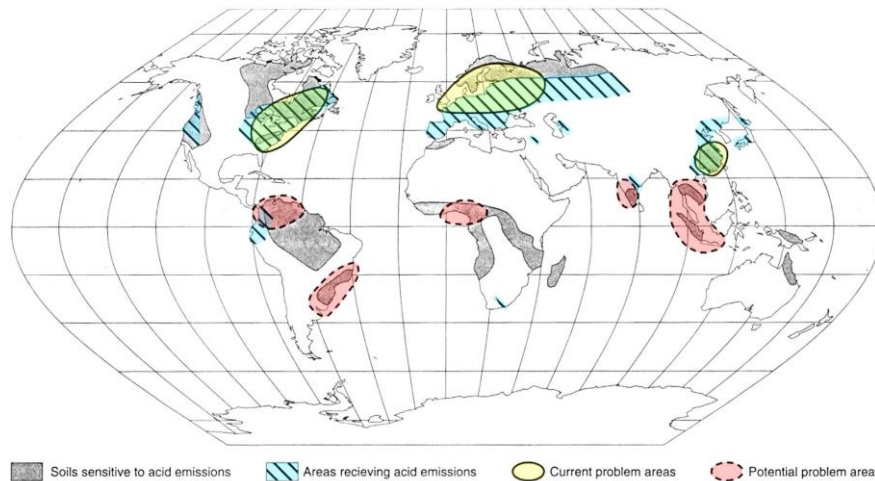 Soils sensitive to acid emissions
Areas recieving acid emissions
Current problem areas
Potential problem area